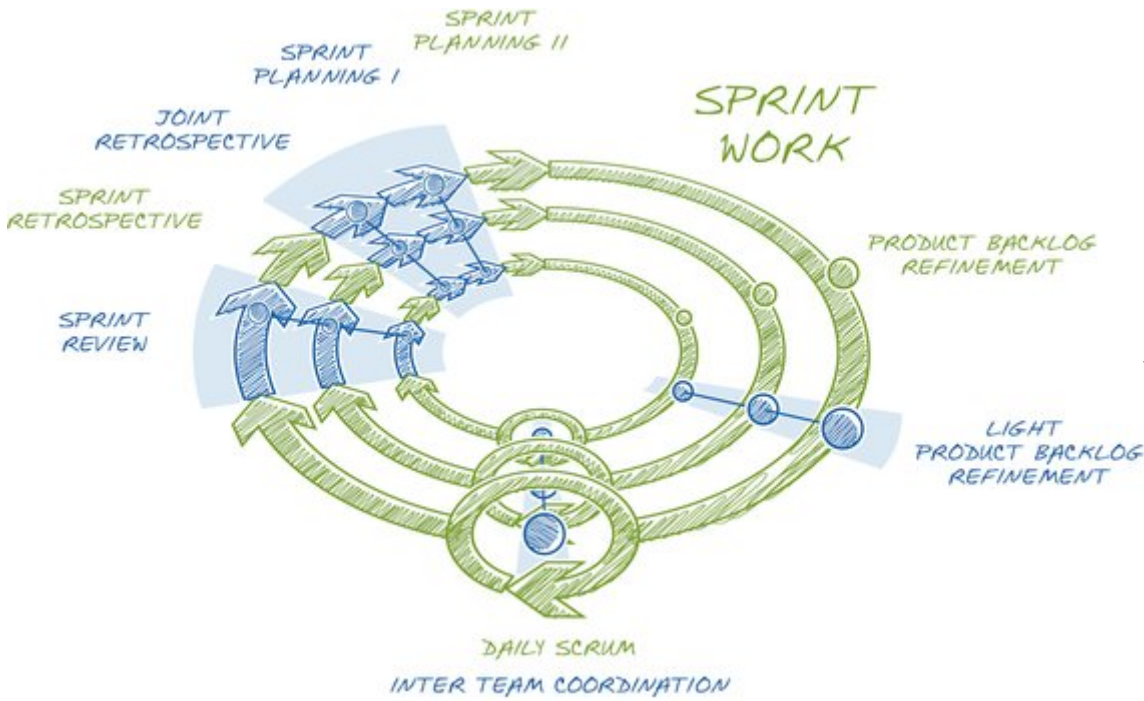 SPRINT
PLANNING II
SPRINT
PLANNING I
JOINT
RETROSPECTIVE
SPRINT
RETROSPECTIVE
SPRINT
REVIEW
SPRINT
WORK
PRODUCT BACKLOG
REFINEMENT
LIGHT
PRODUCT BACKLOG
REFINEMENT
DAILY SCRUM
INTER TEAM COORDINATION